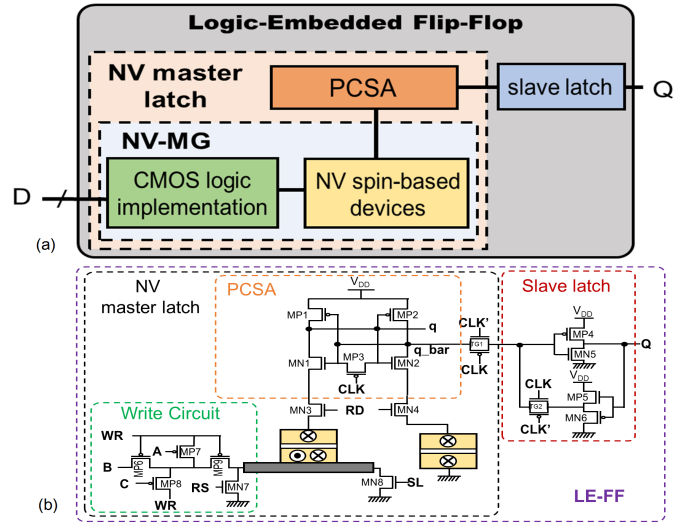 Logic-Embedded Flip-Flop
NV master
latch
PCSA
slave latch
Q
NV-MG
CMOS logic
implementation
NV spin-based
devices
D
(a)
NV
master latch
PCSA
Slave latch
V_DD
MP1
MP2
q
q_bar
MN1
MP3
MN2
CLK
CLK'
TG1
CLK
V_DD
MP4
MN5
Q
V_DD
CLK
TG2
CLK'
MP5
MN6
MN3
RD
MN4
Write Circuit
WR
A
MP7
B
MP6
MP9
C
MP8
RS
MN7
WR
MN8
SL
LE-FF
(b)